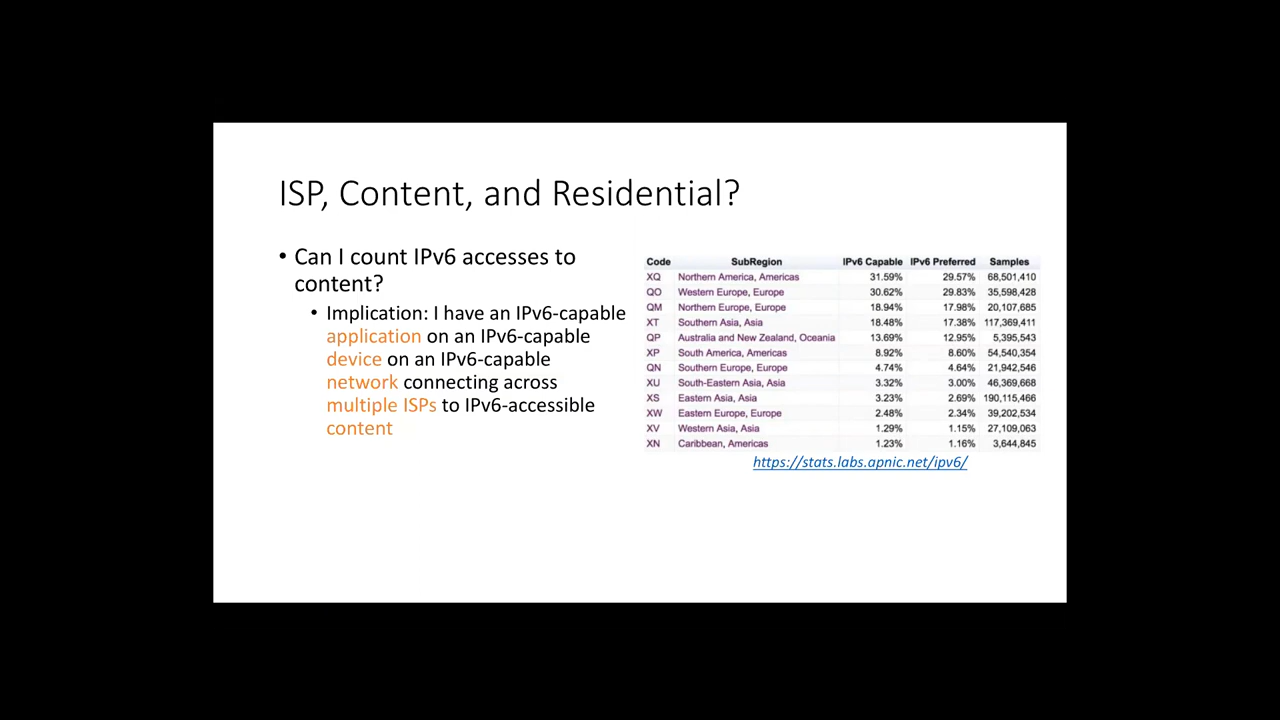 ISP, Content, and Residential?
• Can I count IPv6 accesses to
content?
• Implication: I have an IPv6-capable
application on an IPv6-capable
device on an IPv6-capable
network connecting across
multiple ISPs to IPv6-accessible
content
Code SubRegion IPv6 Capable IPv6 Preferred Samples
XQ Northern America, Americas 31.59% 29.57% 68,501,410
QO Western Europe, Europe 30.62% 29.83% 35,598,428
QM Northern Europe, Europe 18.94% 17.98% 20,107,685
XT Southern Asia, Asia 18.48% 17.38% 117,369,411
QP Australia and New Zealand, Oceania 13.69% 12.95% 5,395,543
XP South America, Americas 8.92% 8.60% 54,540,354
QN Southern Europe, Europe 4.74% 4.64% 21,942,546
XU South-Eastern Asia, Asia 3.32% 3.00% 46,369,668
XS Eastern Asia, Asia 3.23% 2.69% 190,115,466
XW Eastern Europe, Europe 2.48% 2.34% 39,202,534
XV Western Asia, Asia 1.29% 1.15% 27,109,063
XN Caribbean, Americas 1.23% 1.16% 3,644,845
https://stats.labs.apnic.net/ipv6/